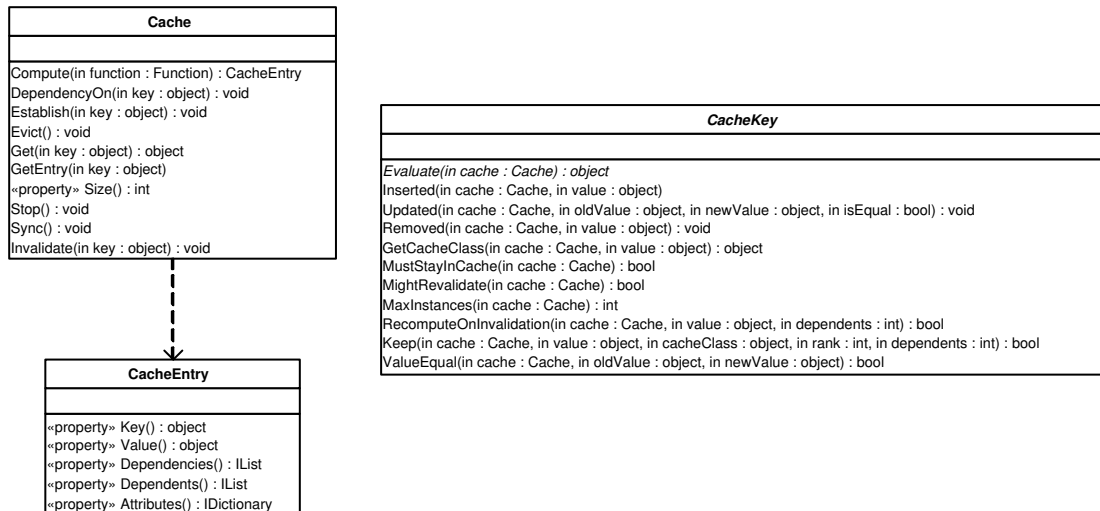 Cache
Compute(in function : Function) : CacheEntry
DependencyOn(in key : object) : void
Establish(in key : object) : void
Evict() : void
Get(in key : object) : object
GetEntry(in key : object)
«property» Size() : int
Stop() : void
Sync() : void
Invalidate(in key : object) : void
CacheKey
Evaluate(in cache : Cache) : object
Inserted(in cache : Cache, in value : object)
Updated(in cache : Cache, in oldValue : object, in newValue : object, in isEqual : bool) : void
Removed(in cache : Cache, in value : object) : void
GetCacheClass(in cache : Cache, in value : object) : object
MustStayInCache(in cache : Cache) : bool
MightRevalidate(in cache : Cache) : bool
MaxInstances(in cache : Cache) : int
RecomputeOnInvalidation(in cache : Cache, in value : object, in dependents : int) : bool
Keep(in cache : Cache, in value : object, in cacheClass : object, in rank : int, in dependents : int) : bool
ValueEqual(in cache : Cache, in oldValue : object, in newValue : object) : bool
CacheEntry
«property» Key() : object
«property» Value() : object
«property» Dependencies() : IList
«property» Dependents() : IList
«property» Attributes() : IDictionary